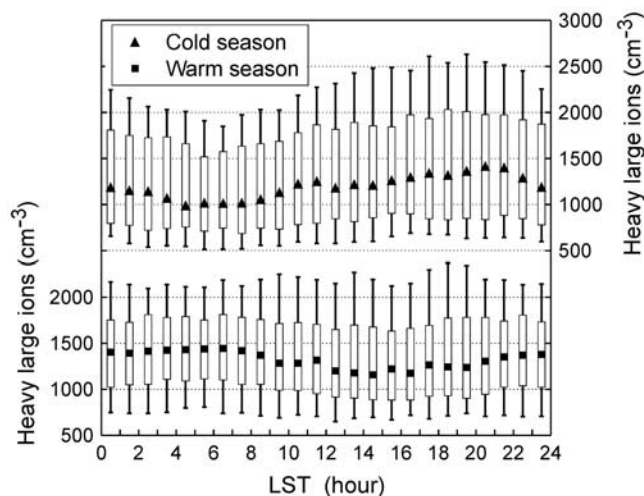 3000
Cold season
Warm season
2500
2000
1500
1000
500
Heavy large ions (cm⁻³)
2000
1500
1000
500
Heavy large ions (cm⁻³)
0 2 4 6 8 10 12 14 16 18 20 22 24
LST (hour)